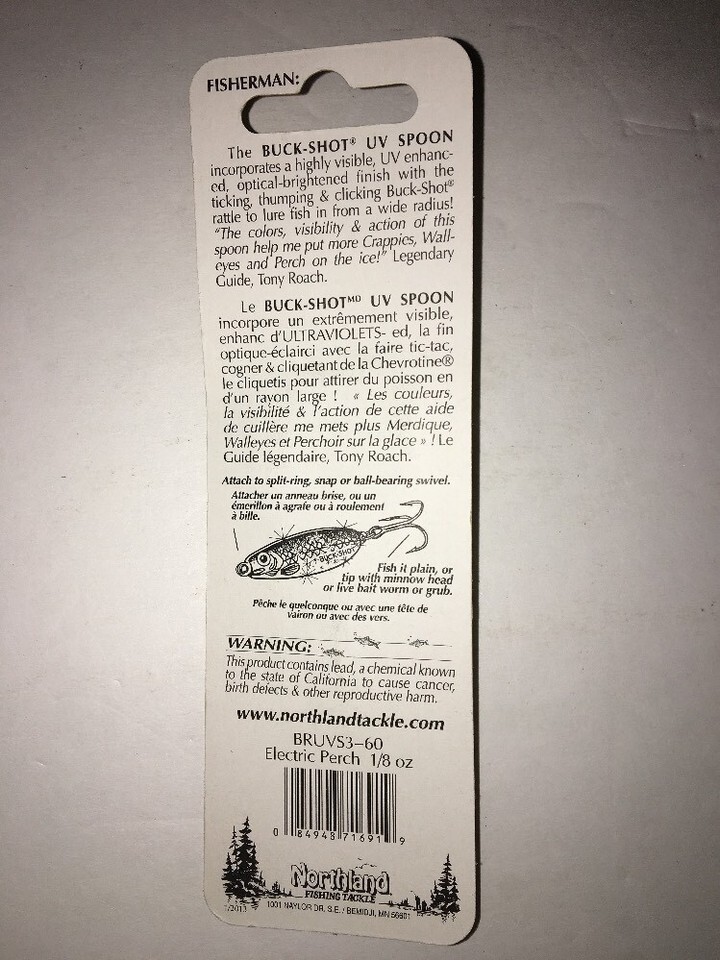 FISHERMAN:
The BUCK-SHOT® UV SPOON
incorporates a highly visible, UV enhanc-
ed, optical-brightened finish with the
ticking, thumping & clicking Buck-Shot®
rattle to lure fish in from a wide radius!
"The colors, visibility & action of this
spoon help me put more Crappies, Wall-
eyes and Perch on the ice!" Legendary
Guide, Tony Roach.
Le BUCK-SHOTMD UV SPOON
incorpore un extrêmement visible,
enhanc d'ULTRAVIOLETS- ed, la fin
optique-éclairci avec la faire tic-tac,
cogner & cliquetant de la Chevrotine®
le cliquetis pour attirer du poisson en
d'un rayon large ! « Les couleurs,
la visibilité & l'action de cette aide
de cuillère me mets plus Merdique,
Walleyes et Perchoir sur la glace » ! Le
Guide légendaire, Tony Roach.
Attach to split-ring, snap or ball-bearing swivel.
Attacher un anneau brise, ou un
émerillon à agrafe ou à roulement
à bille.
BUCK-SHOT
Fish it plain, or
tip with minnow head
or live bait worm or grub.
Pêche le quelconque ou avec une tête de
vairon ou avec des vers.
WARNING:
This product contains lead, a chemical known
to the state of California to cause cancer,
birth defects & other reproductive harm.
www.northlandtackle.com
BRUVS3-60
Electric Perch 1/8 oz
0 84948 71691 9
Northland
FISHING TACKLE
1001 NAYLOR DR. S.E. / BEMIDJI, MN 56601